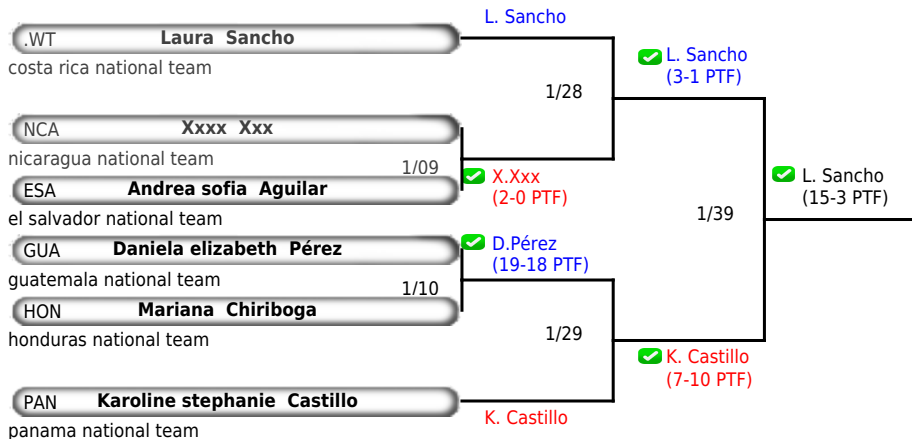 L. Sancho
.WT Laura Sancho
costa rica national team
L. Sancho
(3-1 PTF)
1/28
NCA Xxxx Xxx
nicaragua national team
1/09
X.Xxx
(2-0 PTF)
ESA Andrea sofia Aguilar
el salvador national team
L. Sancho
(15-3 PTF)
1/39
GUA Daniela elizabeth Pérez
guatemala national team
D.Pérez
(19-18 PTF)
1/10
HON Mariana Chiriboga
honduras national team
1/29
K. Castillo
(7-10 PTF)
PAN Karoline stephanie Castillo
panama national team
K. Castillo